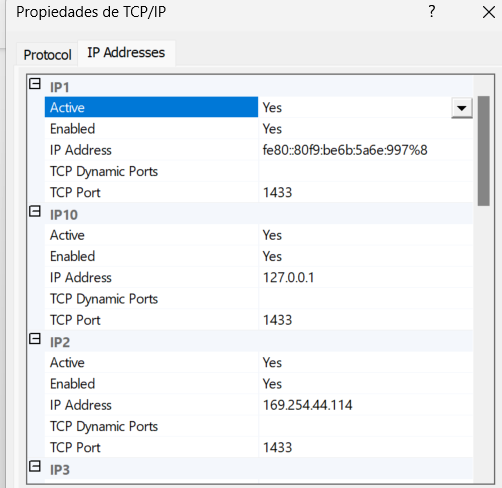 Propiedades de TCP/IP
Protocol IP Addresses
IP1
Active Yes
Enabled Yes
IP Address fe80::80f9:be6b:5a6e:997%8
TCP Dynamic Ports
TCP Port 1433
IP10
Active Yes
Enabled Yes
IP Address 127.0.0.1
TCP Dynamic Ports
TCP Port 1433
IP2
Active Yes
Enabled Yes
IP Address 169.254.44.114
TCP Dynamic Ports
TCP Port 1433
IP3